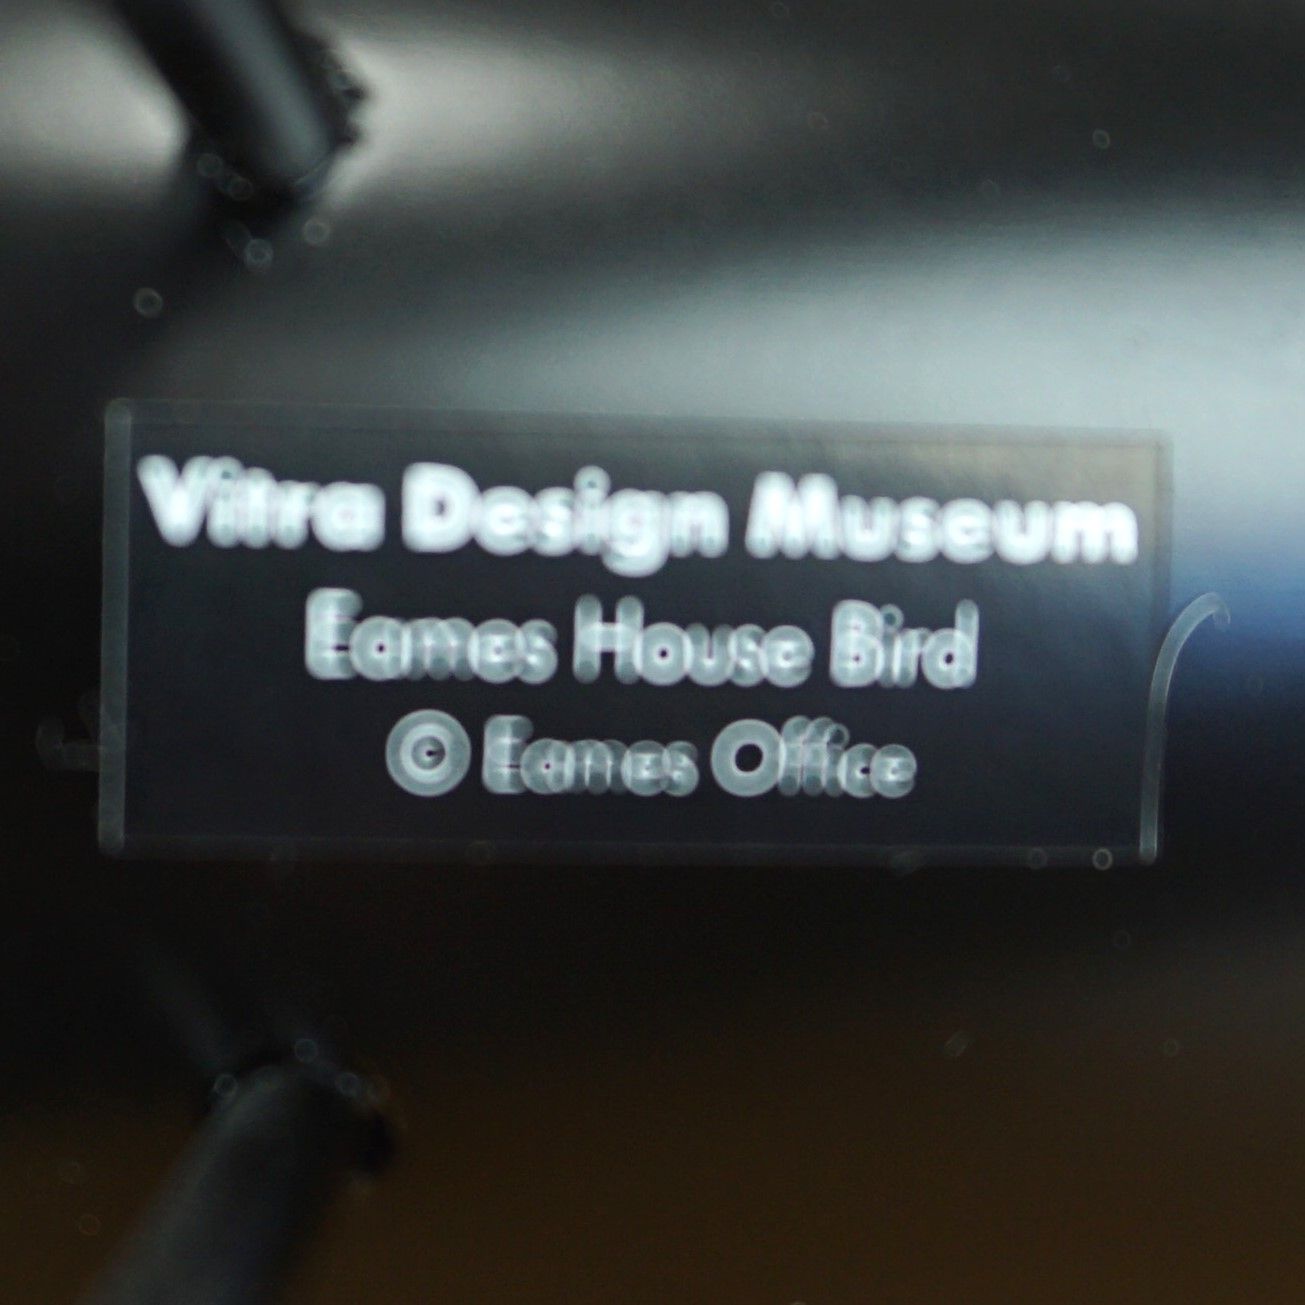 Vitra Design Museum
Eames House Bird
© Eames Office